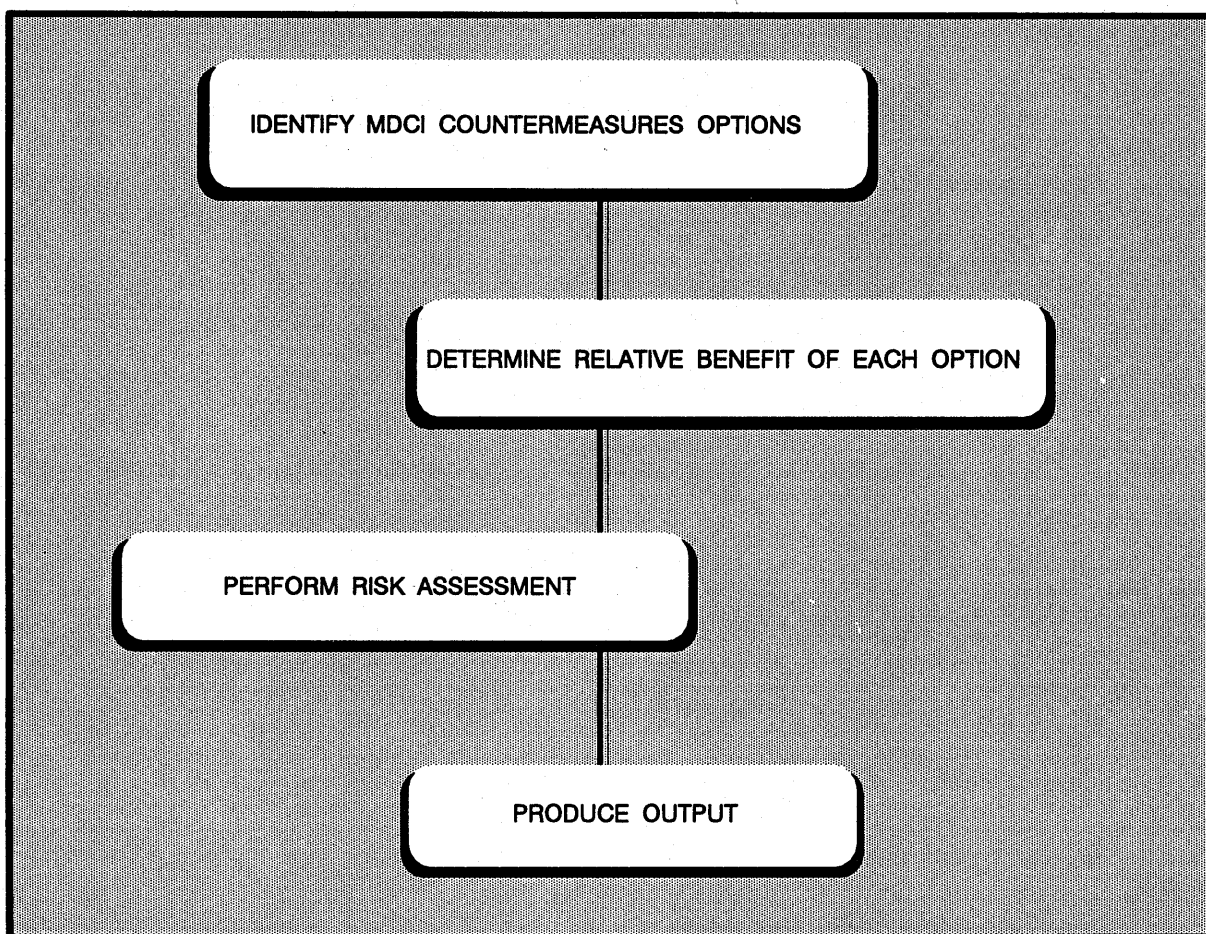 IDENTIFY MDCI COUNTERMEASURES OPTIONS
DETERMINE RELATIVE BENEFIT OF EACH OPTION
PERFORM RISK ASSESSMENT
PRODUCE OUTPUT